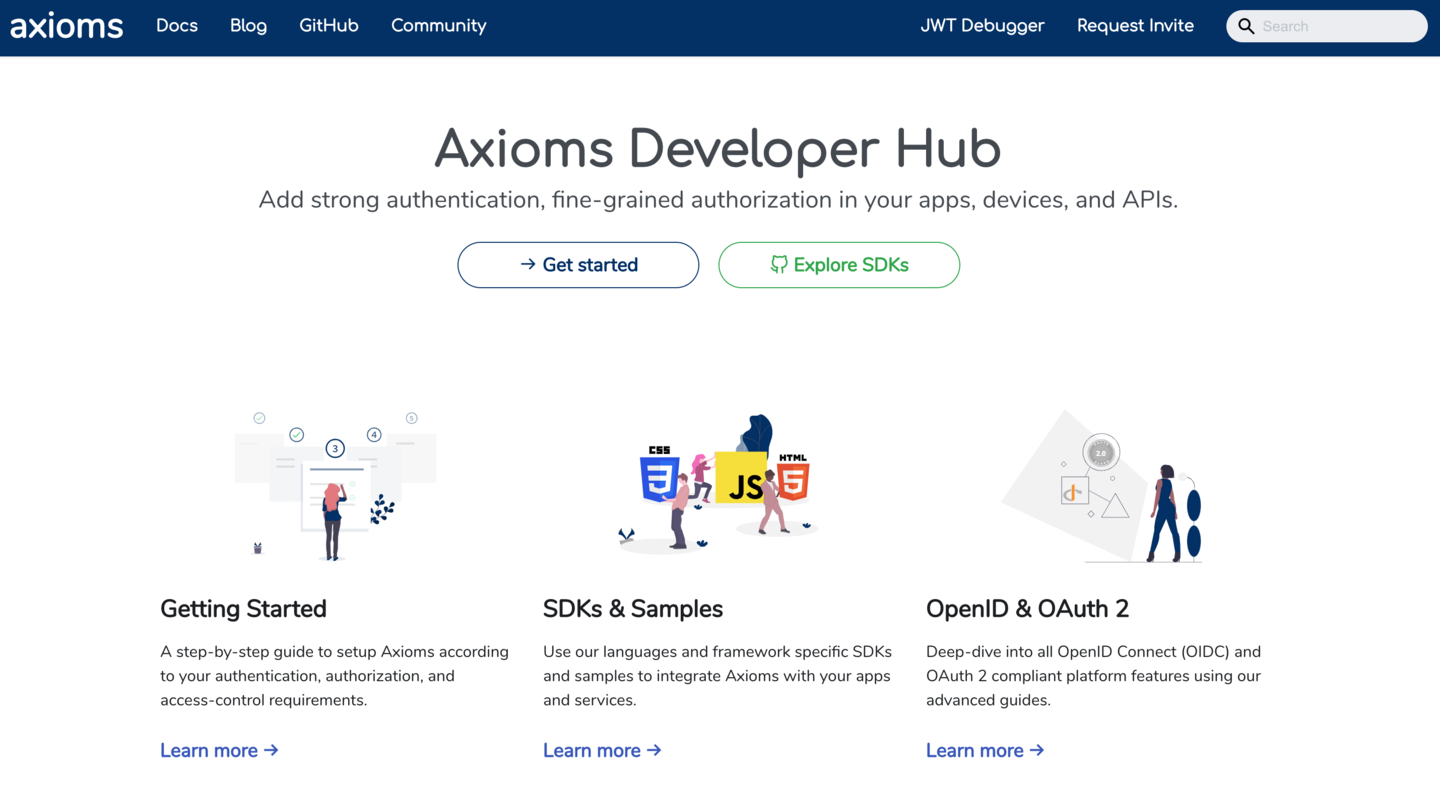 axioms Docs Blog GitHub Community JWT Debugger Request Invite Search
Axioms Developer Hub
Add strong authentication, fine-grained authorization in your apps, devices, and APIs.
→ Get started
Explore SDKs
5
4
3
CSS
3
JS
HTML
5
2.0
Getting Started
A step-by-step guide to setup Axioms according
to your authentication, authorization, and
access-control requirements.
Learn more →
SDKs & Samples
Use our languages and framework specific SDKs
and samples to integrate Axioms with your apps
and services.
Learn more →
OpenID & OAuth 2
Deep-dive into all OpenID Connect (OIDC) and
OAuth 2 compliant platform features using our
advanced guides.
Learn more →